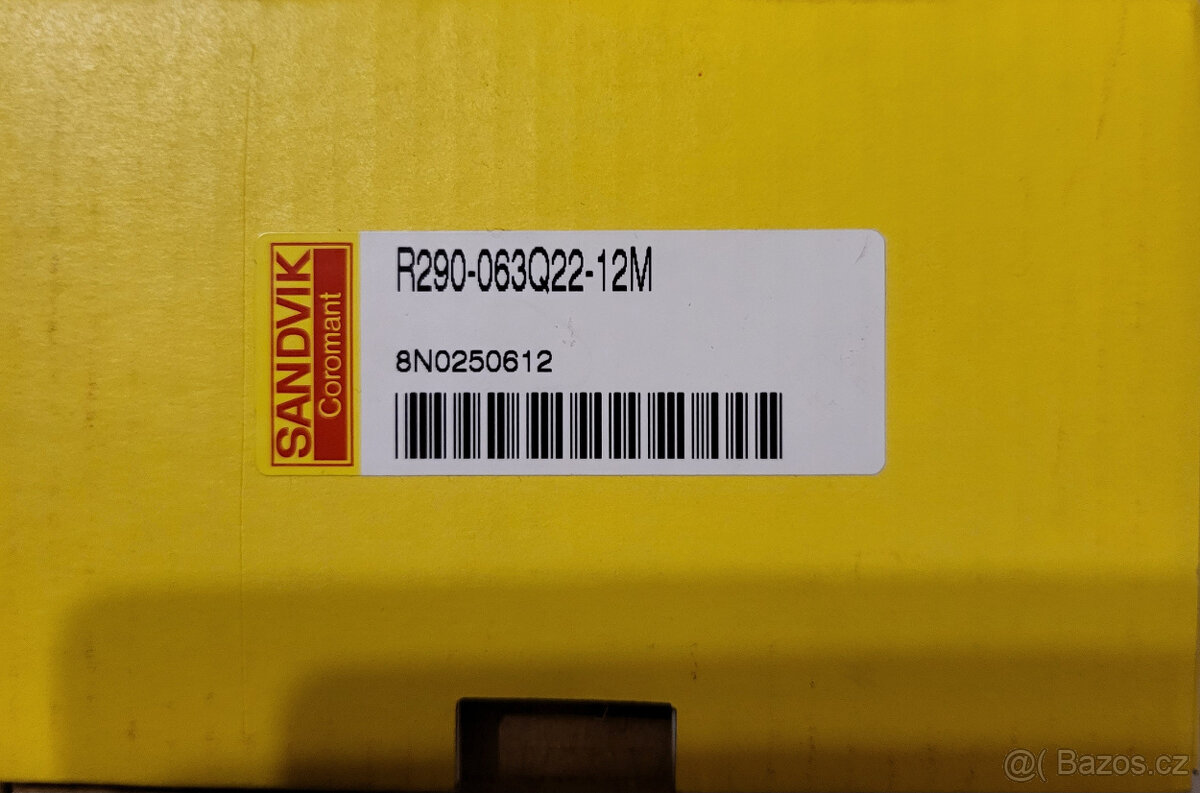 SANDVIK
Coromant
R290-063Q22-12M
8N0250612
@( Bazos.cz